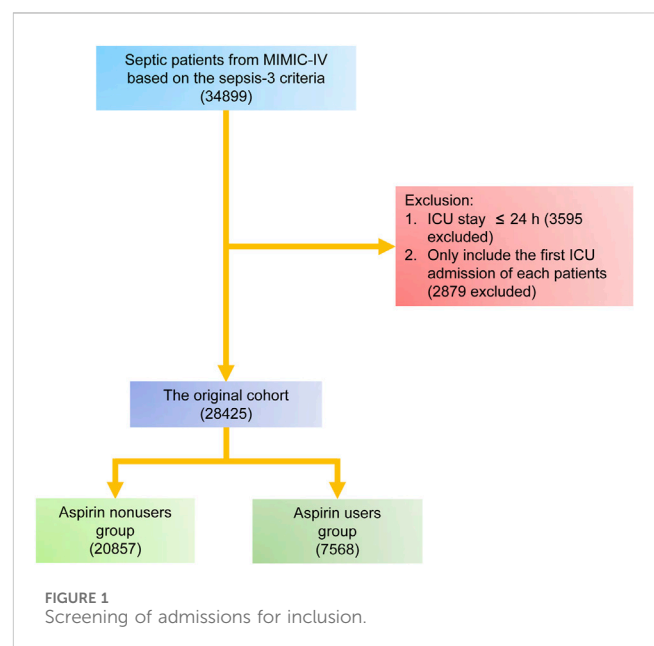 Septic patients from MIMIC-IV
based on the sepsis-3 criteria
(34899)
Exclusion:
1. ICU stay ≤ 24 h (3595
excluded)
2. Only include the first ICU
admission of each patients
(2879 excluded)
The original cohort
(28425)
Aspirin nonusers
group
(20857)
Aspirin users
group
(7568)
FIGURE 1
Screening of admissions for inclusion.